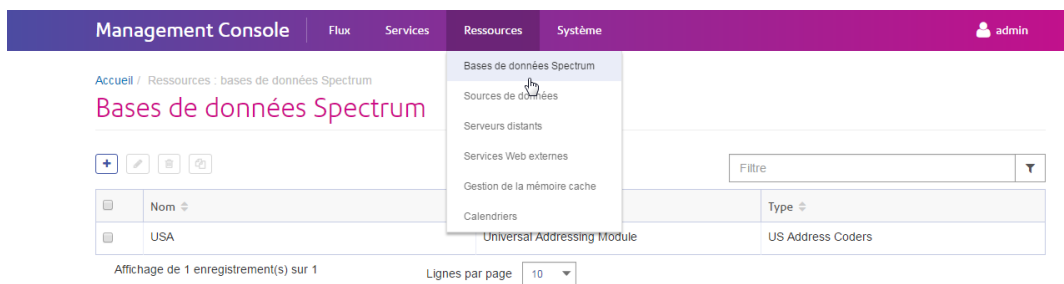 Management Console Flux Services Ressources Système admin
Bases de données Spectrum
Accueil / Ressources : bases de données Spectrum
Sources de données
Bases de données Spectrum
Serveurs distants
Services Web externes
Filtre
Gestion de la mémoire cache
Nom Type
Calendriers
USA Universal Addressing Module US Address Coders
Affichage de 1 enregistrement(s) sur 1 Lignes par page 10